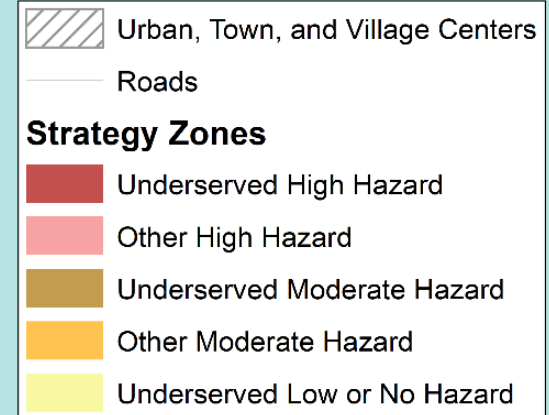 Urban, Town, and Village Centers
Roads
Strategy Zones
Underserved High Hazard
Other High Hazard
Underserved Moderate Hazard
Other Moderate Hazard
Underserved Low or No Hazard